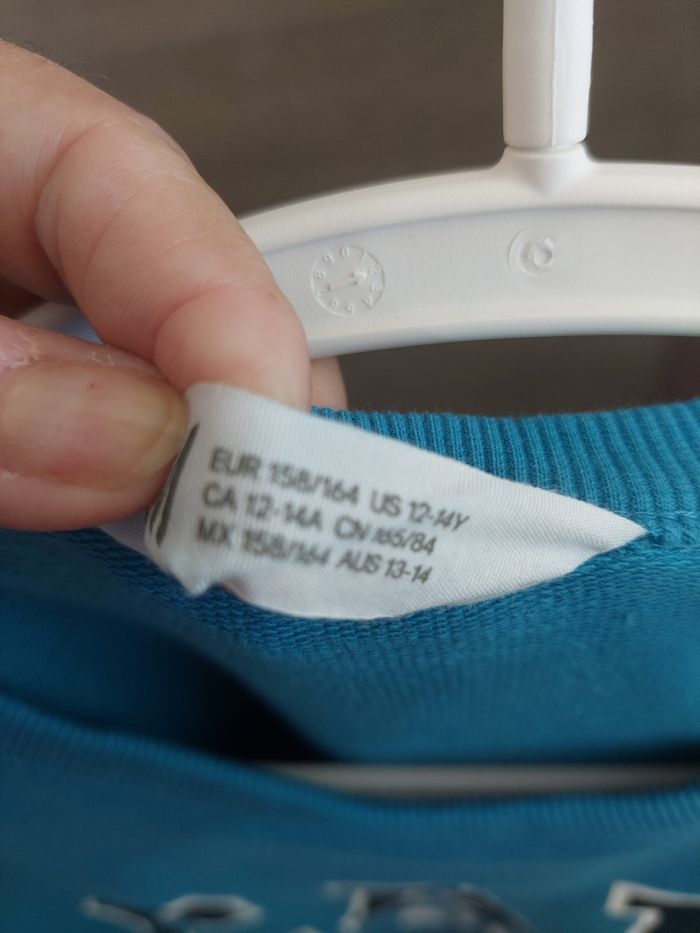 EUR 158/164 US 12-14Y
CA 12-14A CN 165/84
MX 158/164 AUS 13-14